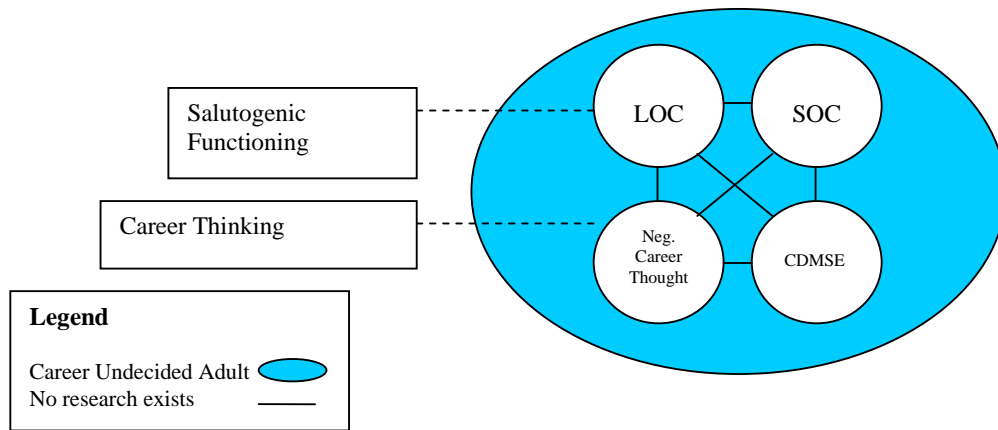 Salutogenic
Functioning
LOC
SOC
Career Thinking
Neg.
Career
Thought
CDMSE
Legend
Career Undecided Adult
No research exists